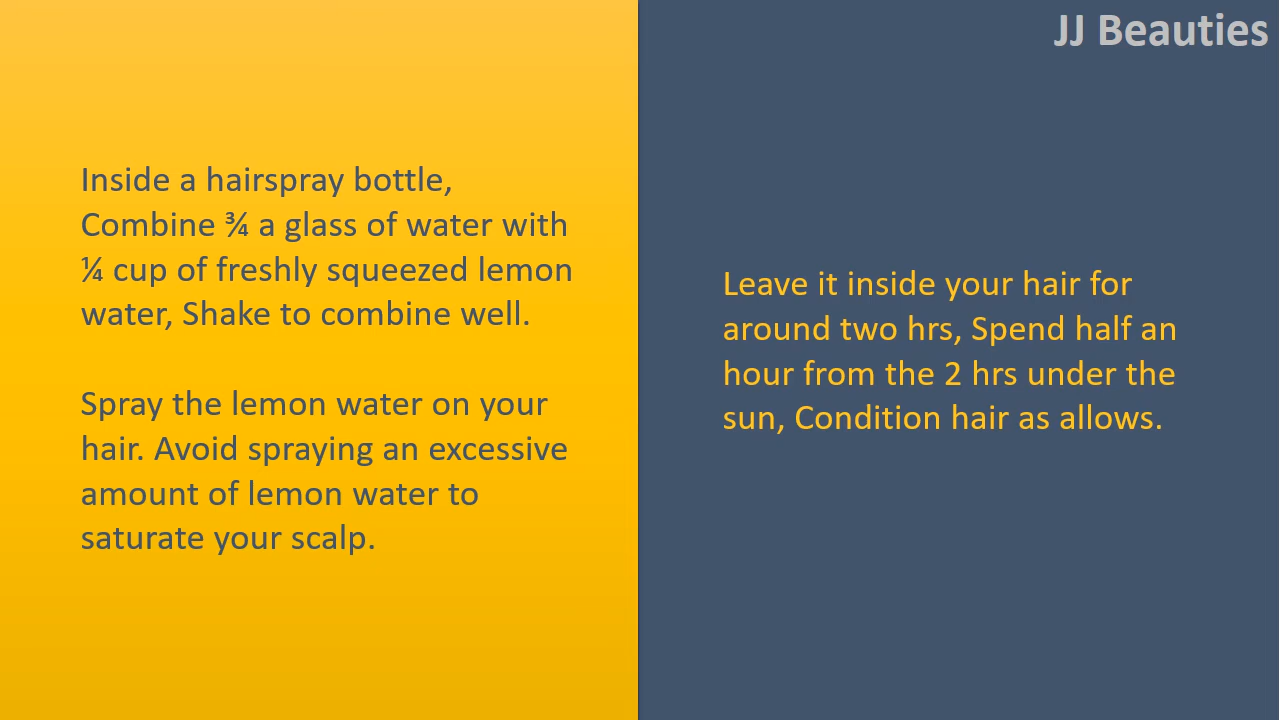 JJ Beauties
Inside a hairspray bottle,
Combine ¾ a glass of water with
¼ cup of freshly squeezed lemon
water, Shake to combine well.
Spray the lemon water on your
hair. Avoid spraying an excessive
amount of lemon water to
saturate your scalp.
Leave it inside your hair for
around two hrs, Spend half an
hour from the 2 hrs under the
sun, Condition hair as allows.